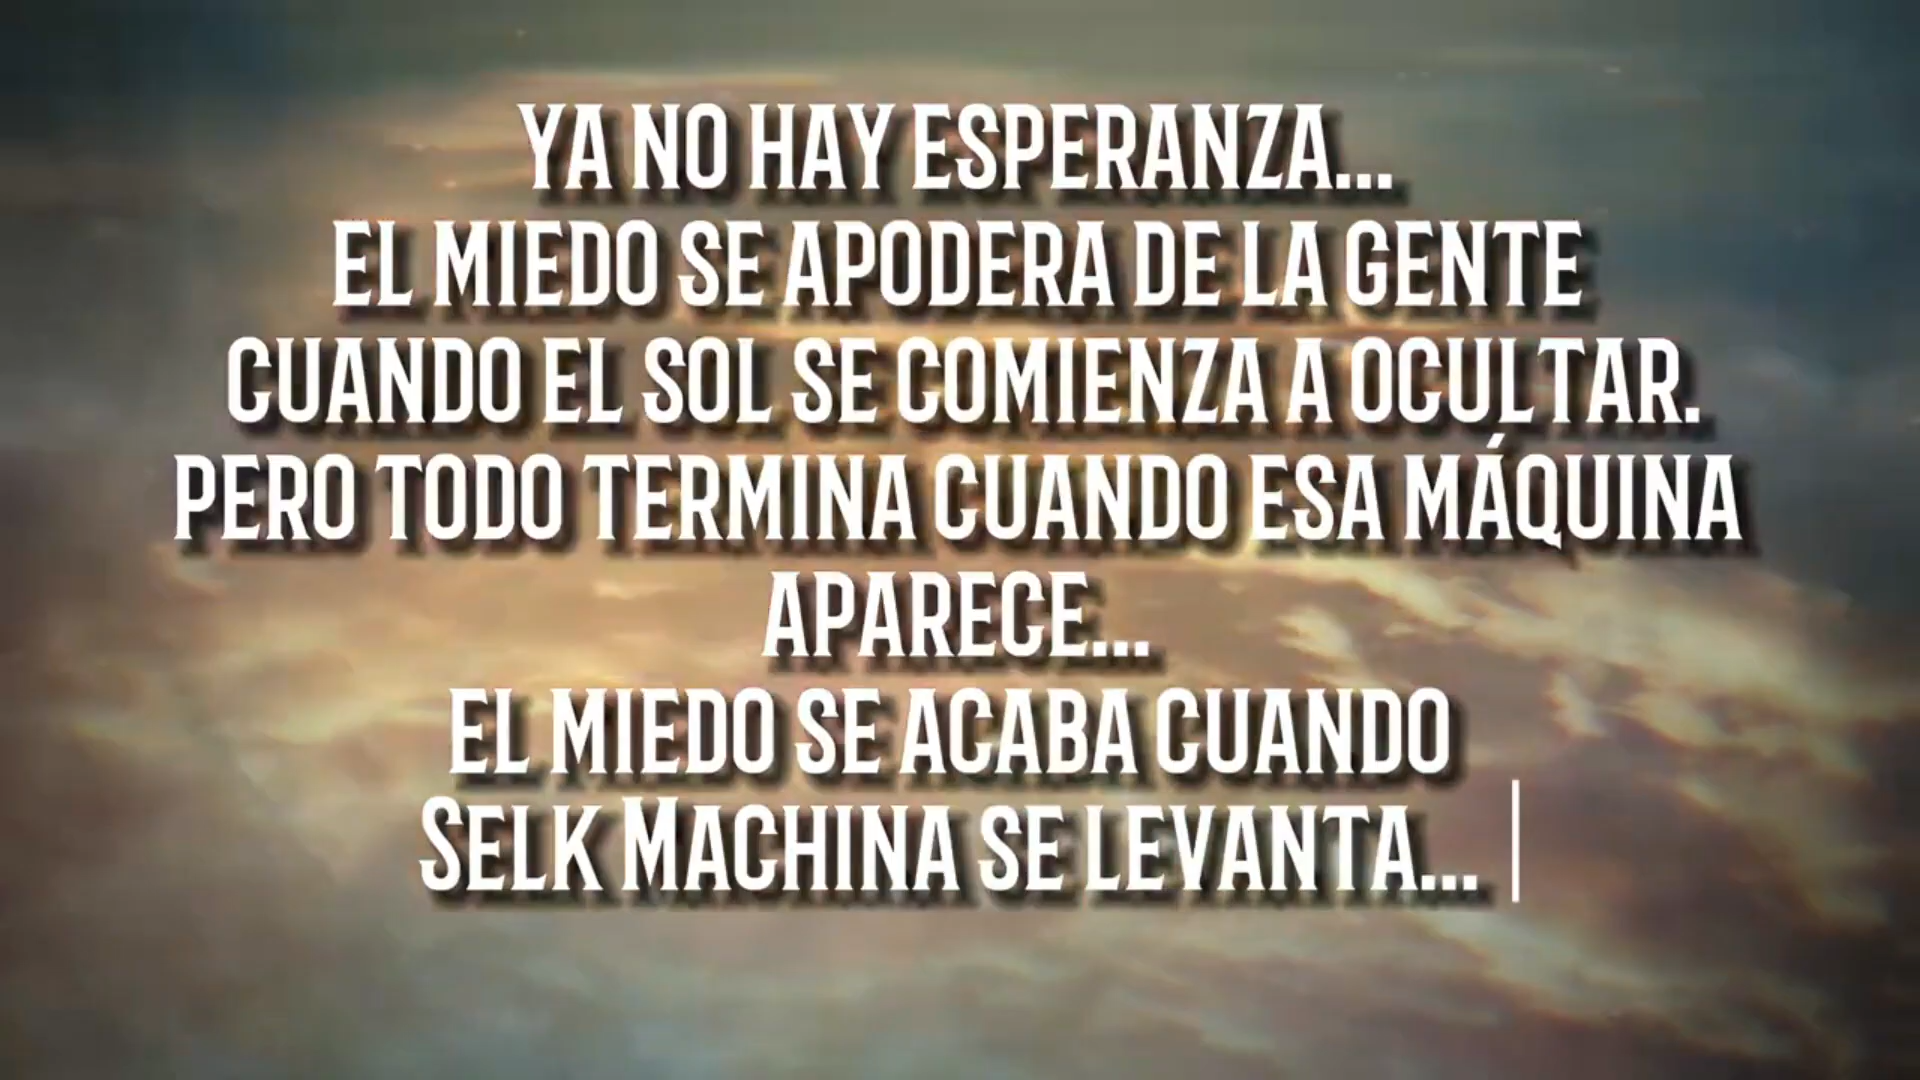 YA NO HAY ESPERANZA...
EL MIEDO SE APODERA DE LA GENTE
CUANDO EL SOL SE COMIENZA A OCULTAR.
PERO TODO TERMINA CUANDO ESA MÁQUINA
APARECE...
EL MIEDO SE ACABA CUANDO
SELK MACHINA SE LEVANTA...